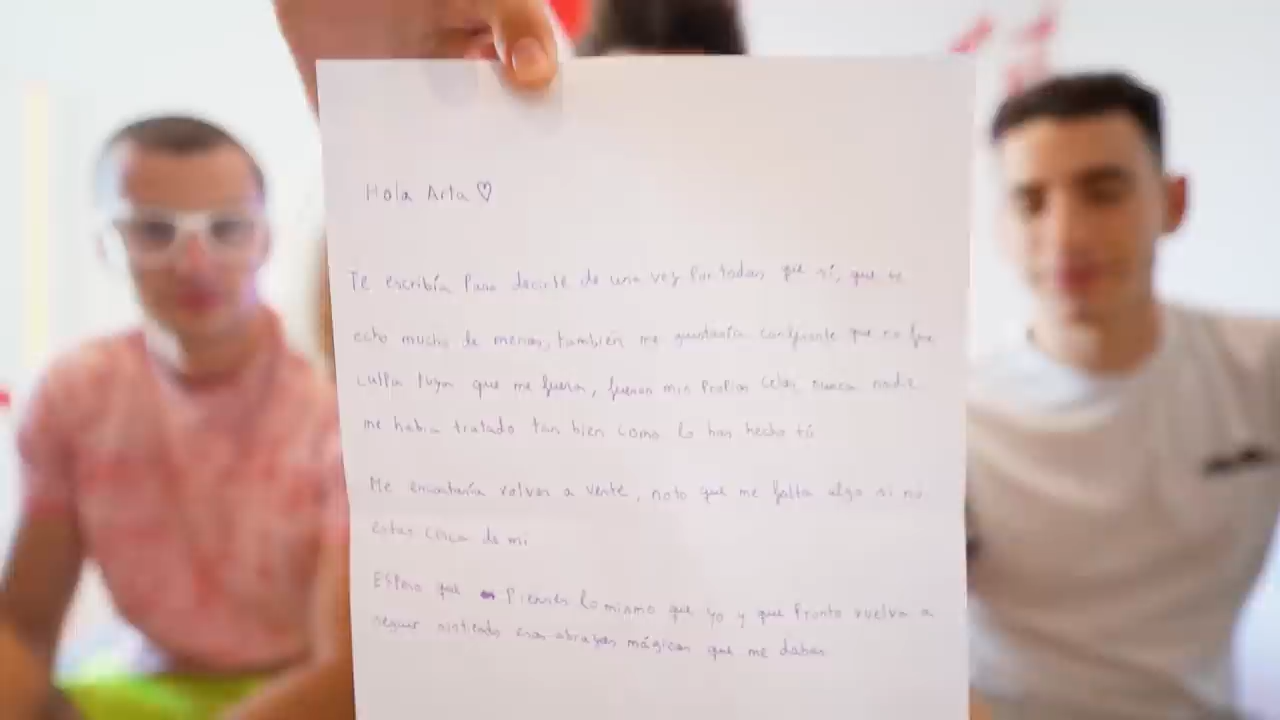 Hola Arta ♡
Te escribía para decirte de una vez por todas que sí, que te
echo mucho de menos, también me gustaría contarte que no fue
culpa tuya que me fuera, fueron mis propios celos, nunca nadie
me había tratado tan bien como lo has hecho tú
Me encantaría volver a verte, noto que me falta algo si no
estas cerca de mi
Espero que pienses lo mismo que yo y que pronto vuelva a
seguir sintiendo esos abrazos mágicos que me dabas